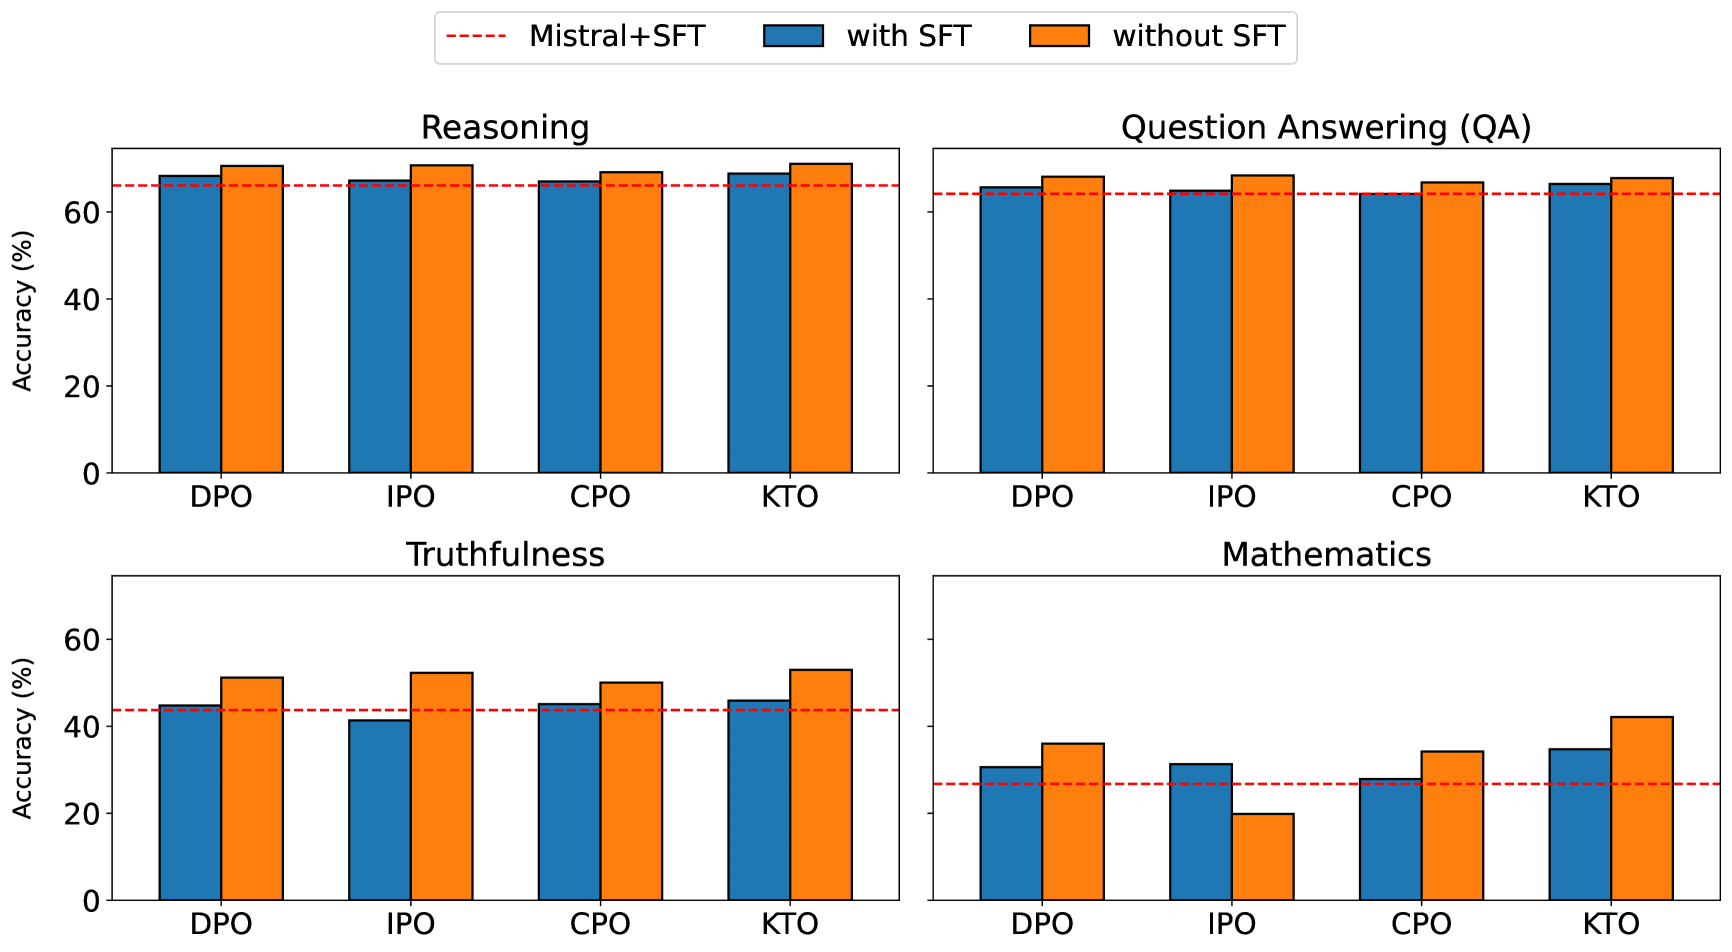 Mistral+SFT with SFT without SFT
Reasoning
Accuracy (%)
60
40
20
0
DPO IPO CPO KTO
Question Answering (QA)
DPO IPO CPO KTO
Truthfulness
Accuracy (%)
60
40
20
0
DPO IPO CPO KTO
Mathematics
DPO IPO CPO KTO